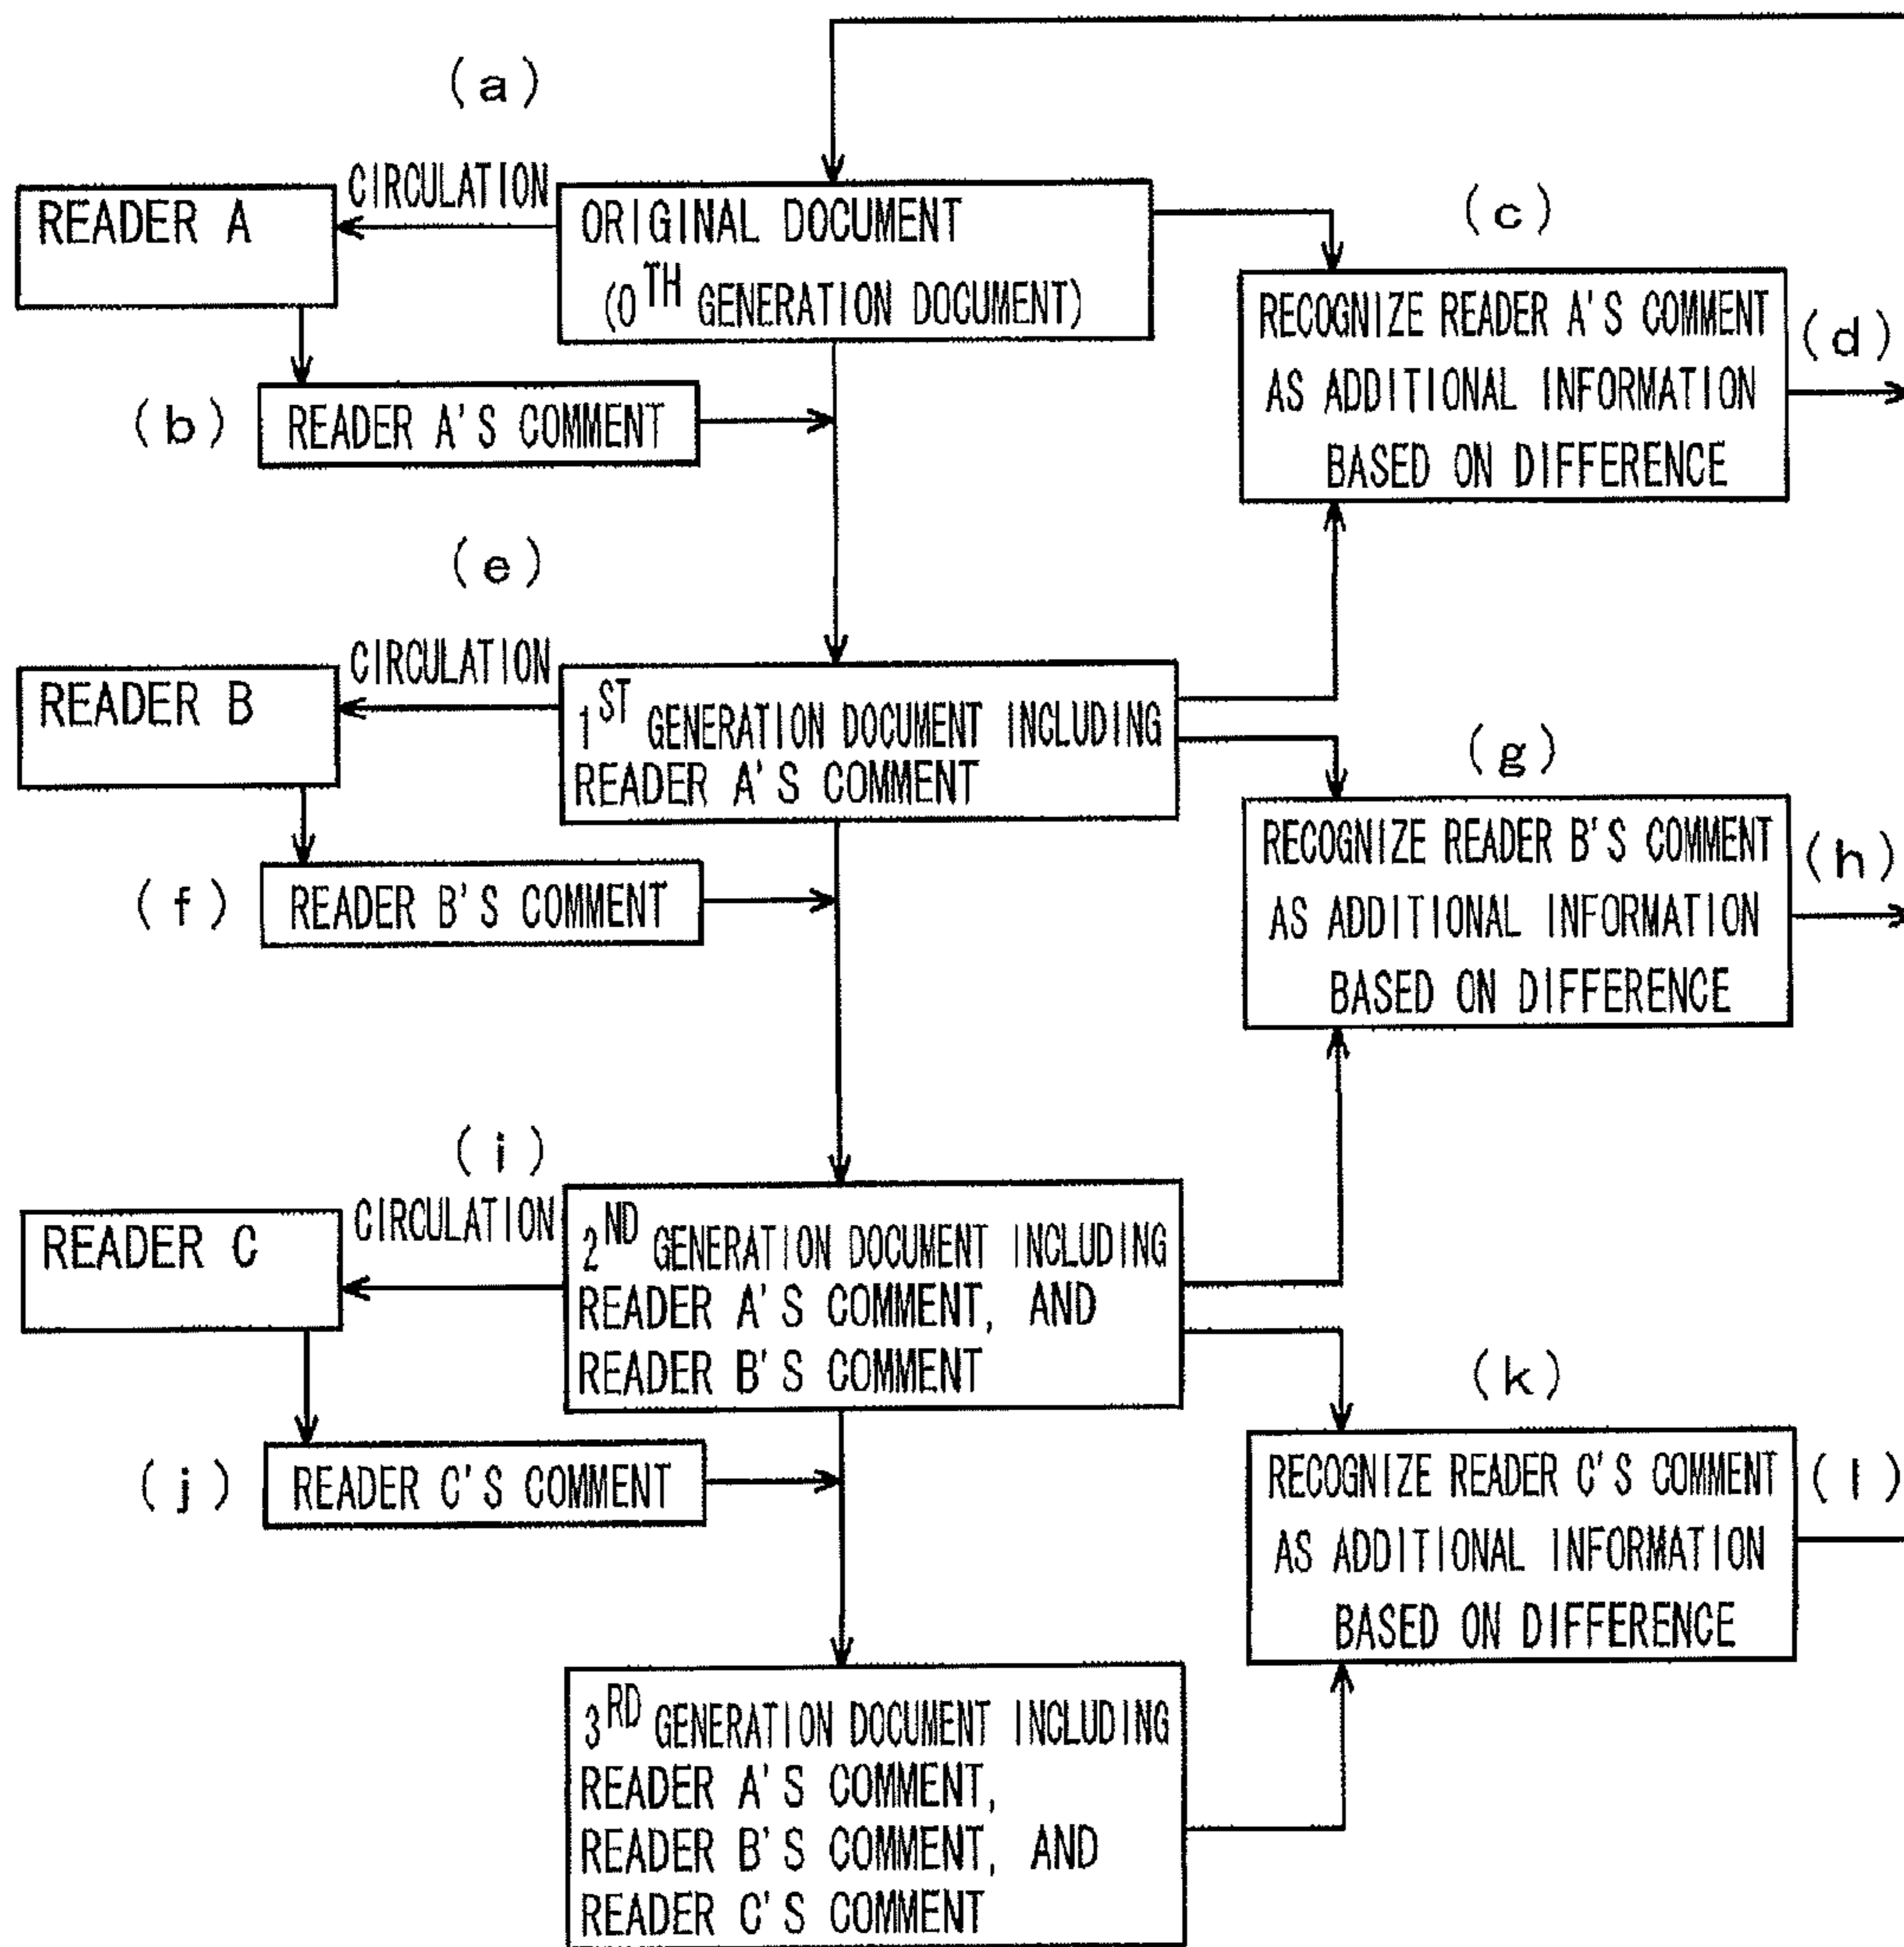 (a)
CIRCULATION
READER A
ORIGINAL DOCUMENT
(0TH GENERATION DOCUMENT)
(b)
READER A'S COMMENT
(c)
RECOGNIZE READER A'S COMMENT
AS ADDITIONAL INFORMATION
BASED ON DIFFERENCE
(d)
(e)
CIRCULATION
READER B
1ST GENERATION DOCUMENT INCLUDING
READER A'S COMMENT
(f)
READER B'S COMMENT
(g)
RECOGNIZE READER B'S COMMENT
AS ADDITIONAL INFORMATION
BASED ON DIFFERENCE
(h)
(i)
CIRCULATION
READER C
2ND GENERATION DOCUMENT INCLUDING
READER A'S COMMENT, AND
READER B'S COMMENT
(j)
READER C'S COMMENT
(k)
RECOGNIZE READER C'S COMMENT
AS ADDITIONAL INFORMATION
BASED ON DIFFERENCE
(l)
3RD GENERATION DOCUMENT INCLUDING
READER A'S COMMENT,
READER B'S COMMENT, AND
READER C'S COMMENT